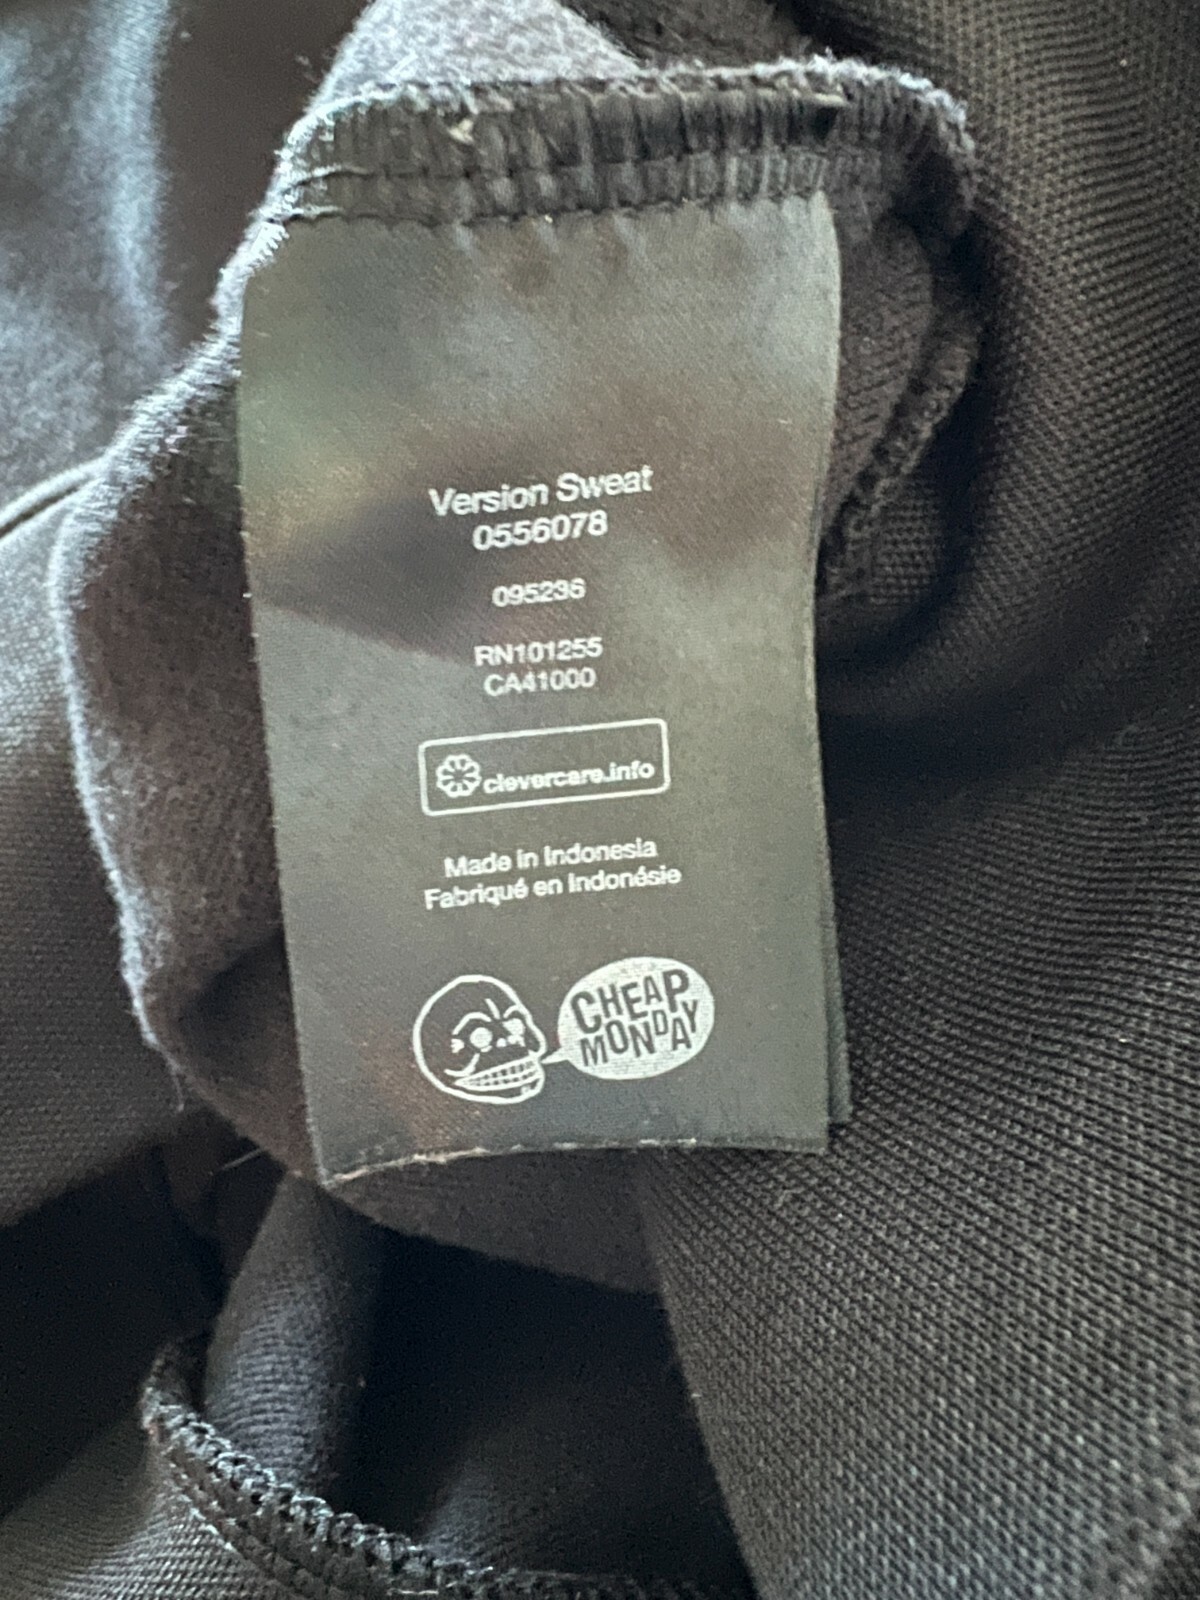 Version Sweat
0556078
095236
RN101255
CA41000
clevercare.info
Made in Indonesia
Fabriqué en Indonésie
CHEAP
MONDAY